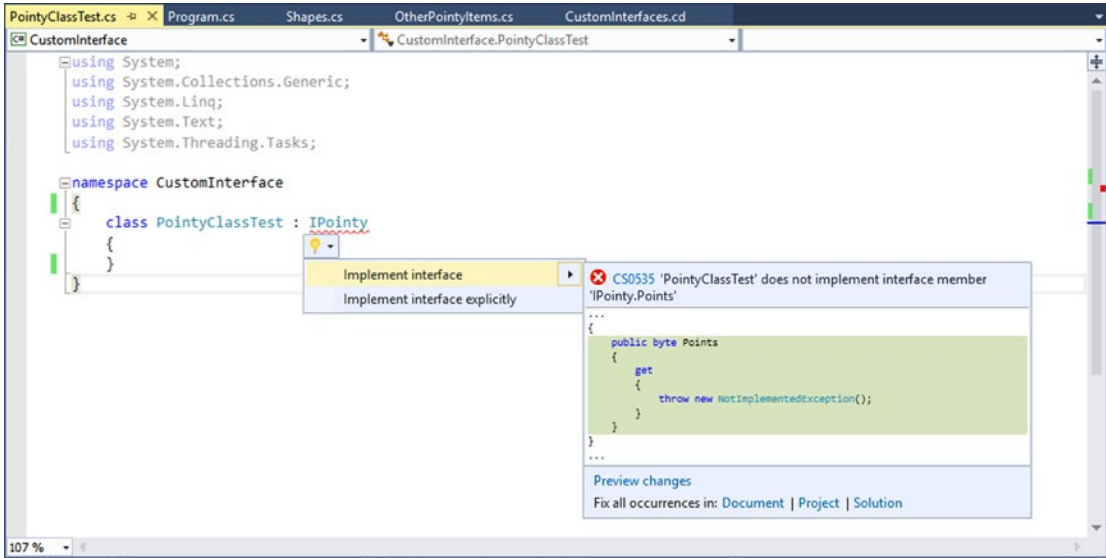 PointyClassTest.cs Program.cs Shapes.cs OtherPointyItems.cs CustomInterfaces.cd
C# CustomInterface CustomInterface.PointyClassTest
using System;
using System.Collections.Generic;
using System.Linq;
using System.Text;
using System.Threading.Tasks;
namespace CustomInterface
{
class PointyClassTest : IPointy
{
}
}
Implement interface
Implement interface explicitly
CS0535 'PointyClassTest' does not implement interface member
'IPointy.Points'
...
{
public byte Points
{
get
{
throw new NotImplementedException();
}
}
}
...
Preview changes
Fix all occurrences in: Document | Project | Solution
107 %